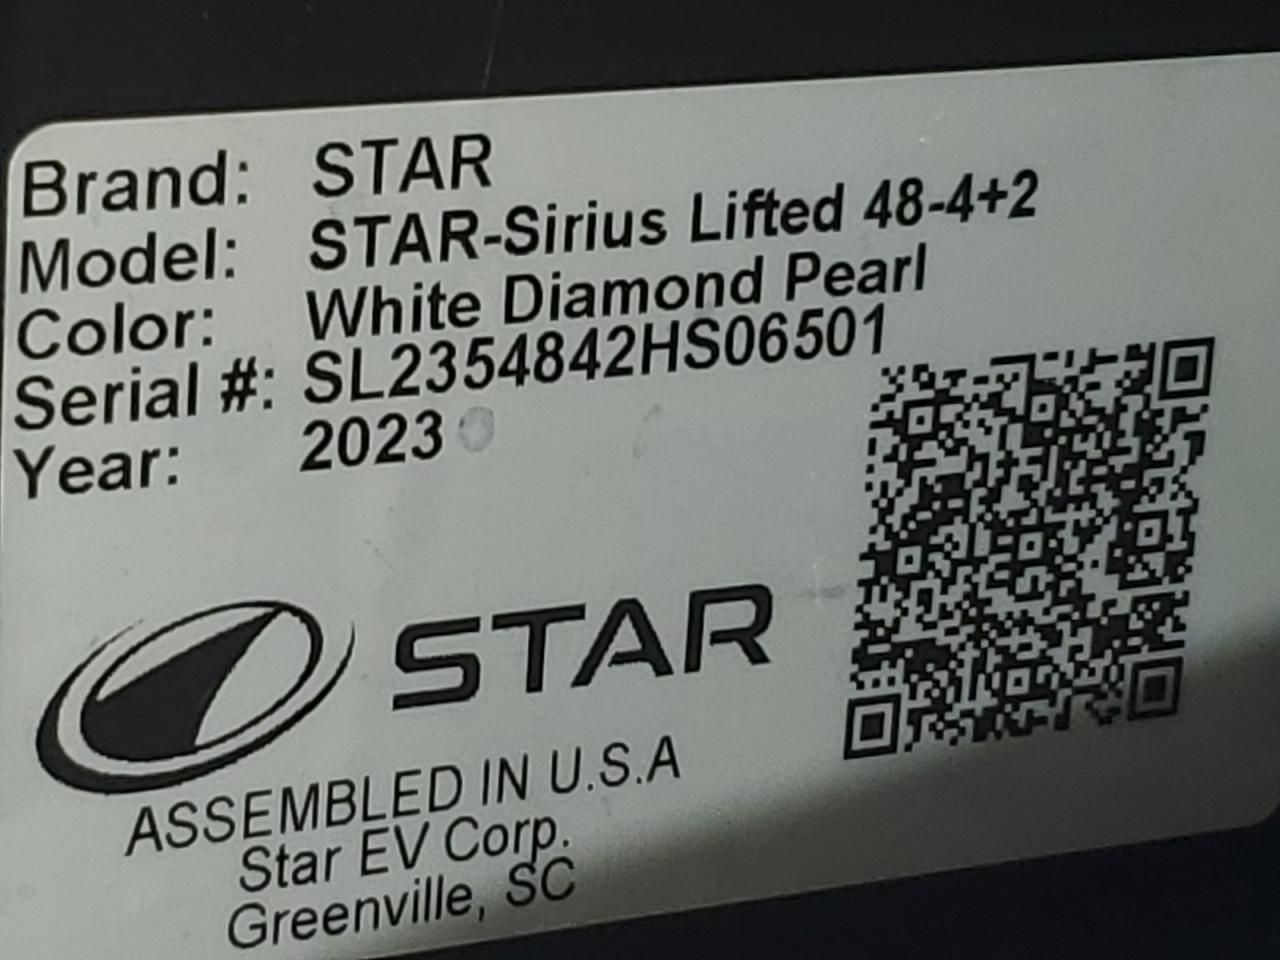 Brand: STAR
Model: STAR-Sirius Lifted 48-4+2
Color: White Diamond Pearl
Serial #: SL2354842HS06501
Year: 2023
STAR
ASSEMBLED IN U.S.A
Star EV Corp.
Greenville, SC